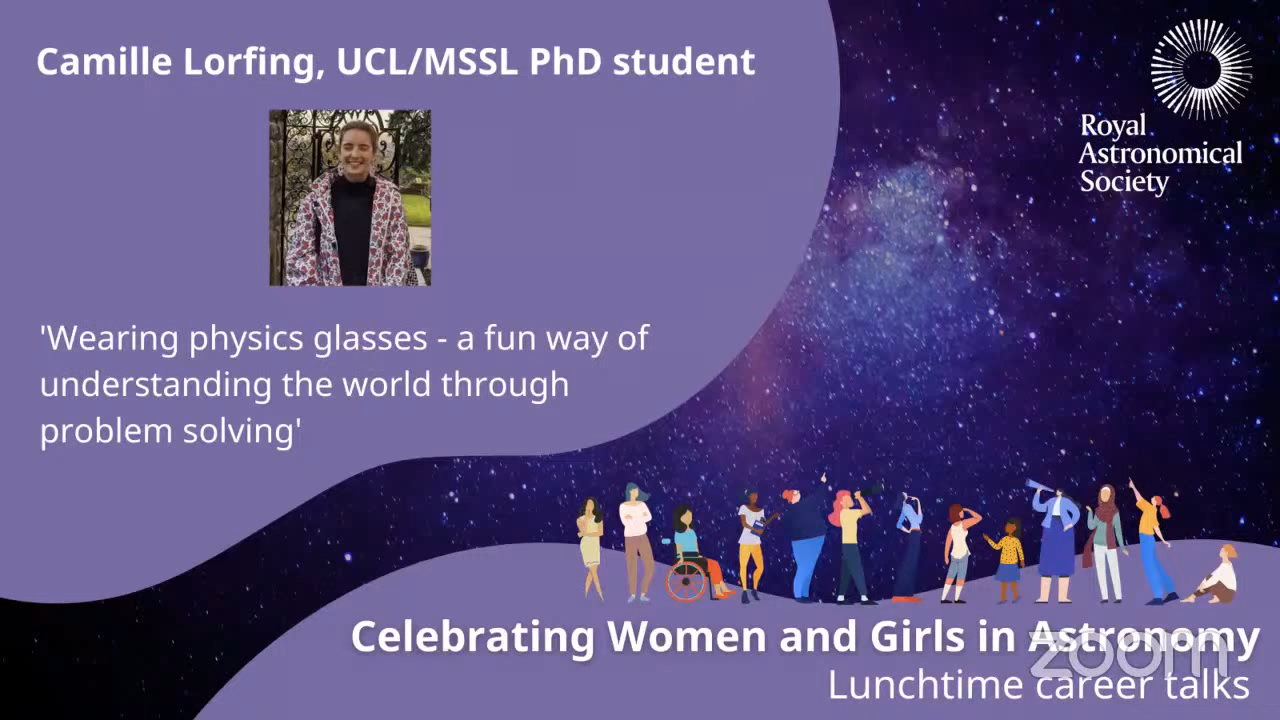 Camille Lorfing, UCL/MSSL PhD student
Royal
Astronomical
Society
'Wearing physics glasses - a fun way of
understanding the world through
problem solving'
Celebrating Women and Girls in Astronomy
zoom
Lunchtime career talks